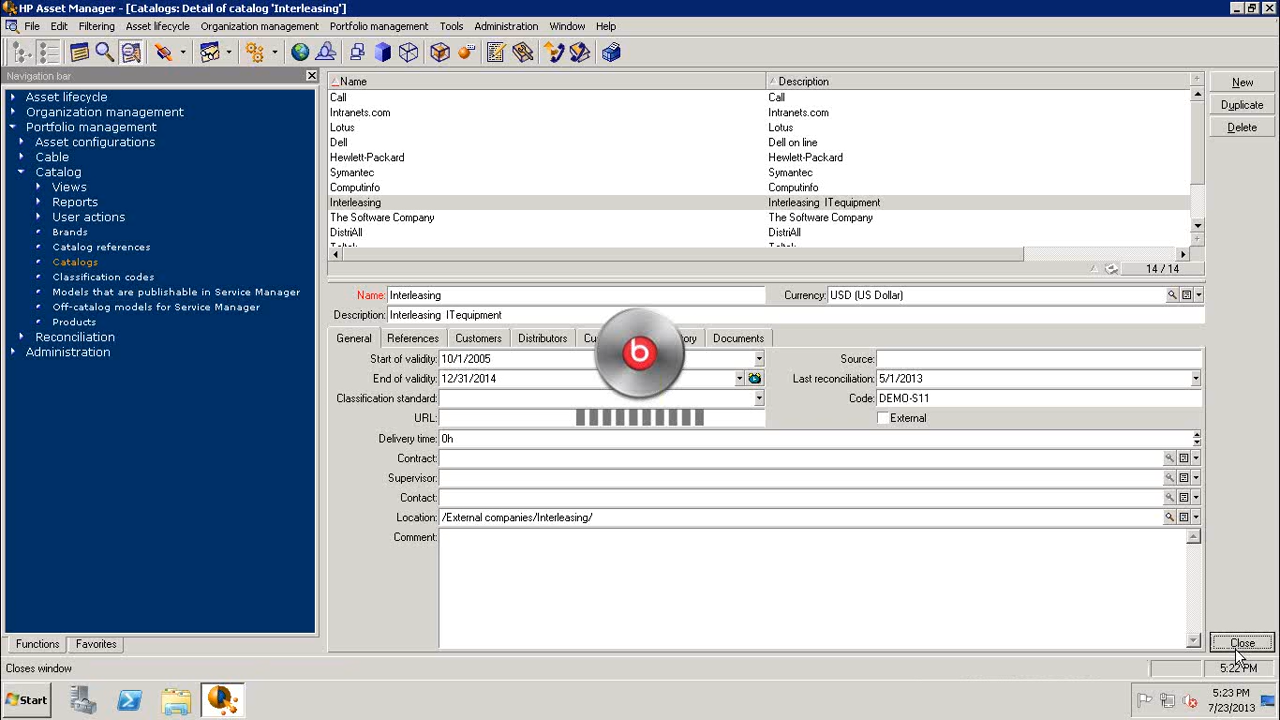 HP Asset Manager - [Catalogs: Detail of catalog 'Interleasing']
File Edit Filtering Asset lifecycle Organization management Portfolio management Tools Administration Window Help
Navigation bar
Asset lifecycle
Organization management
Portfolio management
Asset configurations
Cable
Catalog
Views
Reports
User actions
Brands
Catalog references
Catalogs
Classification codes
Models that are publishable in Service Manager
Off-catalog models for Service Manager
Products
Reconciliation
Administration
Functions Favorites
Name Description
Call Call
Intranets.com Intranets.com
Lotus Lotus
Dell Dell on line
Hewlett-Packard Hewlett-Packard
Symantec Symantec
Computinfo Computinfo
Interleasing Interleasing ITequipment
The Software Company The Software Company
DistriAll DistriAll
14 / 14
Name: Interleasing Currency: USD (US Dollar)
Description: Interleasing ITequipment
General References Customers Distributors Documents
Start of validity: 10/1/2005 Source:
End of validity: 12/31/2014 Last reconciliation: 5/1/2013
Classification standard: Code: DEMO-S11
URL: External
Delivery time: 0h
Contract:
Supervisor:
Contact:
Location: /External companies/Interleasing/
Comment:
New
Duplicate
Delete
Close
Closes window 5:22 PM
Start 5:23 PM
7/23/2013
b